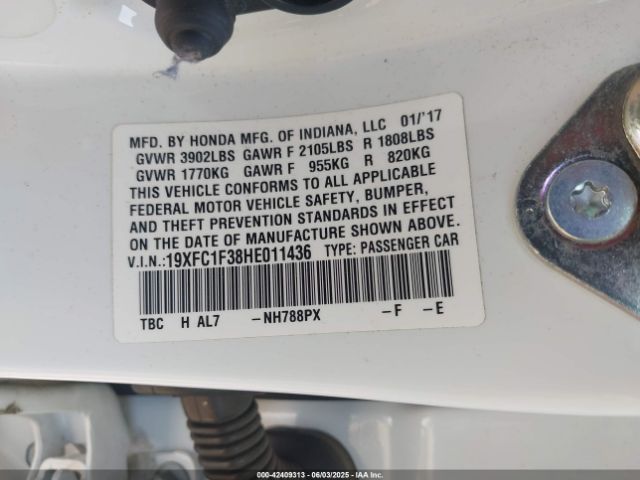 MFD. BY HONDA MFG. OF INDIANA, LLC 01/'17
GVWR 3902LBS GAWR F 2105LBS R 1808LBS
GVWR 1770KG GAWR F 955KG R 820KG
THIS VEHICLE CONFORMS TO ALL APPLICABLE
FEDERAL MOTOR VEHICLE SAFETY, BUMPER,
AND THEFT PREVENTION STANDARDS IN EFFECT
ON THE DATE OF MANUFACTURE SHOWN ABOVE.
V.I.N.:19XFC1F38HE011436 TYPE: PASSENGER CAR
TBC H AL7 -NH788PX -F -E
000-42409313 - 06/03/2025 - IAAI.COM